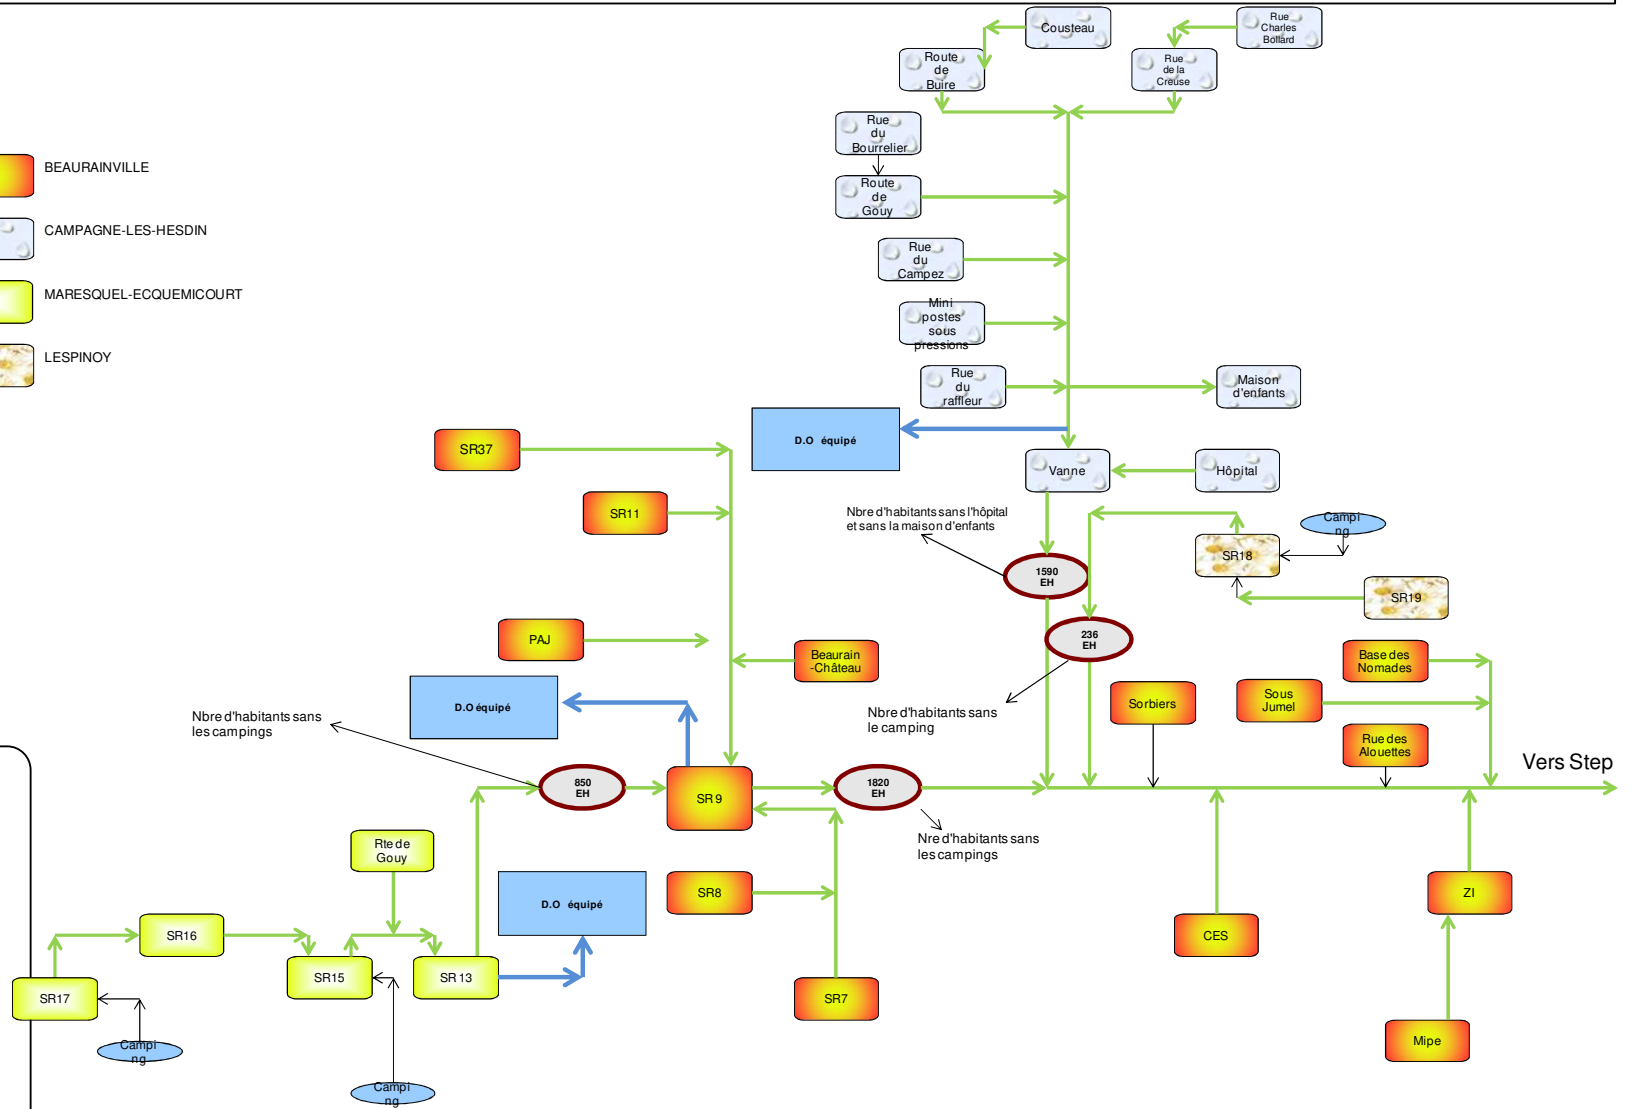 Cousteau
Rue
Charles
Bollard
Route
de
Buire
Rue
de la
Creuse
Rue
du
Bourrelier
BEAURAINVILLE
Route
de
Gouy
CAMPAGNE-LES-HESDIN
Rue
du
Campez
MARESQUEL-ECQUEMICOURT
Mini
postes
sous
pressions
LESPINOY
Rue
du
raffleur
Maison
d'enfants
D.O équipé
SR37
Vanne
Hôpital
SR11
Nbre d'habitants sans l'hôpital
et sans la maison d'enfants
Campi
ng
SR18
1590
EH
SR19
PAJ
236
EH
Beaurain
-Château
Base des
Nomades
D.O équipé
Sous
Jumel
Sorbiers
Nbre d'habitants sans
les campings
Nbre d'habitants sans
le camping
Rue des
Alouettes
Vers Step
850
EH
SR9
1820
EH
Nre d'habitants sans
les campings
Rte de
Gouy
SR8
ZI
D.O équipé
SR16
CES
SR15
SR13
SR17
SR7
Campi
ng
Mipe
Campi
ng